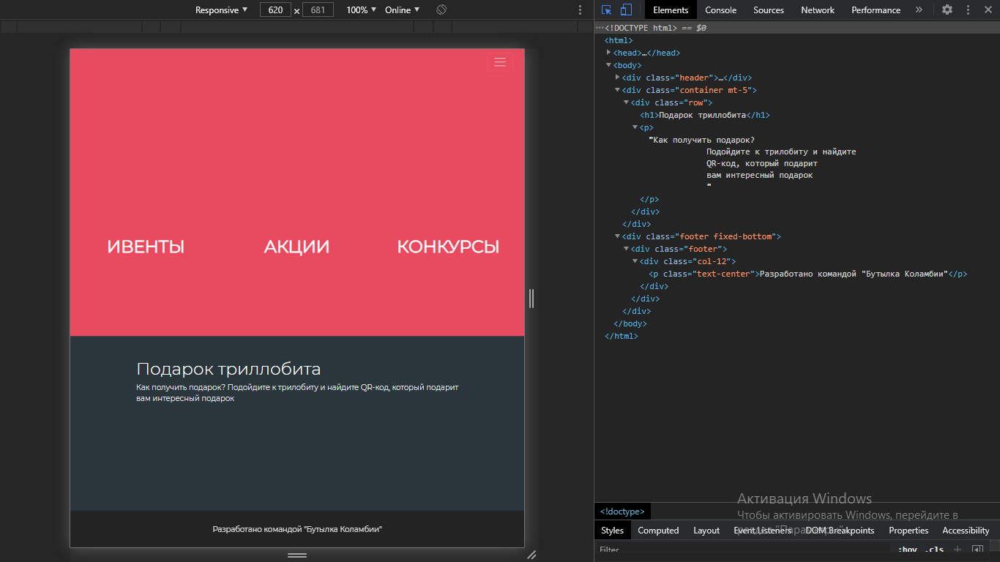 Responsive ▼ 620 × 681 100% ▼ Online ▼
Elements Console Sources Network Performance »
ИВЕНТЫ АКЦИИ КОНКУРСЫ
Подарок триллобита
Как получить подарок? Подойдите к трилобиту и найдите QR-код, который подарит
вам интересный подарок
Разработано командой "Бутылка Коламбии"
⋯<!DOCTYPE html> == $0
<html>
▶<head>…</head>
▼<body>
▶<div class="header">…</div>
▼<div class="container mt-5">
▼<div class="row">
<h1>Подарок триллобита</h1>
▼<p>
"Как получить подарок?
Подойдите к трилобиту и найдите
QR-код, который подарит
вам интересный подарок
"
</p>
</div>
</div>
▼<div class="footer fixed-bottom">
▼<div class="footer">
▼<div class="col-12">
<p class="text-center">Разработано командой "Бутылка Коламбии"</p>
</div>
</div>
</div>
</body>
</html>
Активация Windows
Чтобы активировать Windows, перейдите в
раздел "Параметры".
<!doctype>
Styles Computed Layout Event Listeners DOM Breakpoints Properties Accessibility
Filter :hov .cls +